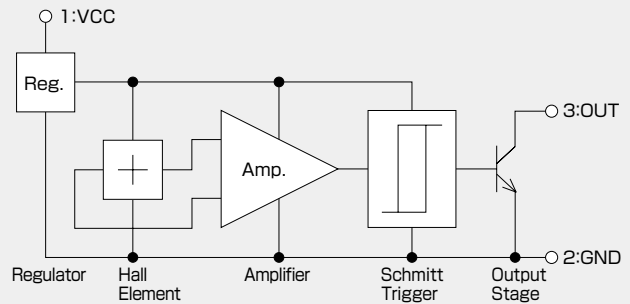 1:VCC
Reg.
3:OUT
Amp.
2:GND
Regulator
Hall
Element
Amplifier
Schmitt
Trigger
Output
Stage